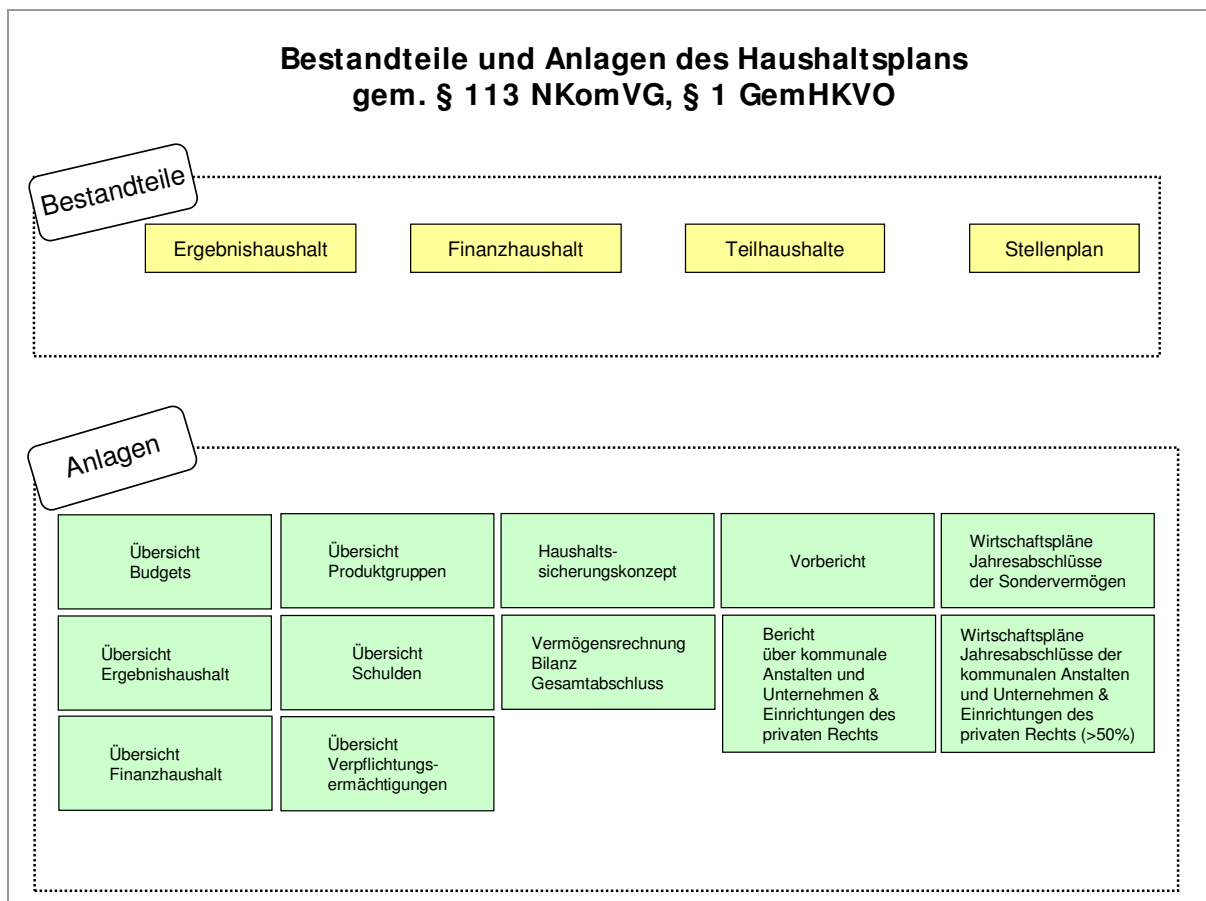 Bestandteile und Anlagen des Haushaltsplans
gem. § 113 NKomVG, § 1 GemHKVO
Bestandteile
Ergebnishaushalt
Finanzhaushalt
Teilhaushalte
Stellenplan
Anlagen
Übersicht
Budgets
Übersicht
Produktgruppen
Haushalts-
sicherungskonzept
Vorbericht
Wirtschaftspläne
Jahresabschlüsse
der Sondervermögen
Übersicht
Ergebnishaushalt
Übersicht
Schulden
Vermögensrechnung
Bilanz
Gesamtabschluss
Bericht
über kommunale
Anstalten und
Unternehmen &
Einrichtungen des
privaten Rechts
Wirtschaftspläne
Jahresabschlüsse der
kommunalen Anstalten
und Unternehmen &
Einrichtungen des
privaten Rechts (>50%)
Übersicht
Finanzhaushalt
Übersicht
Verpflichtungs-
ermächtigungen